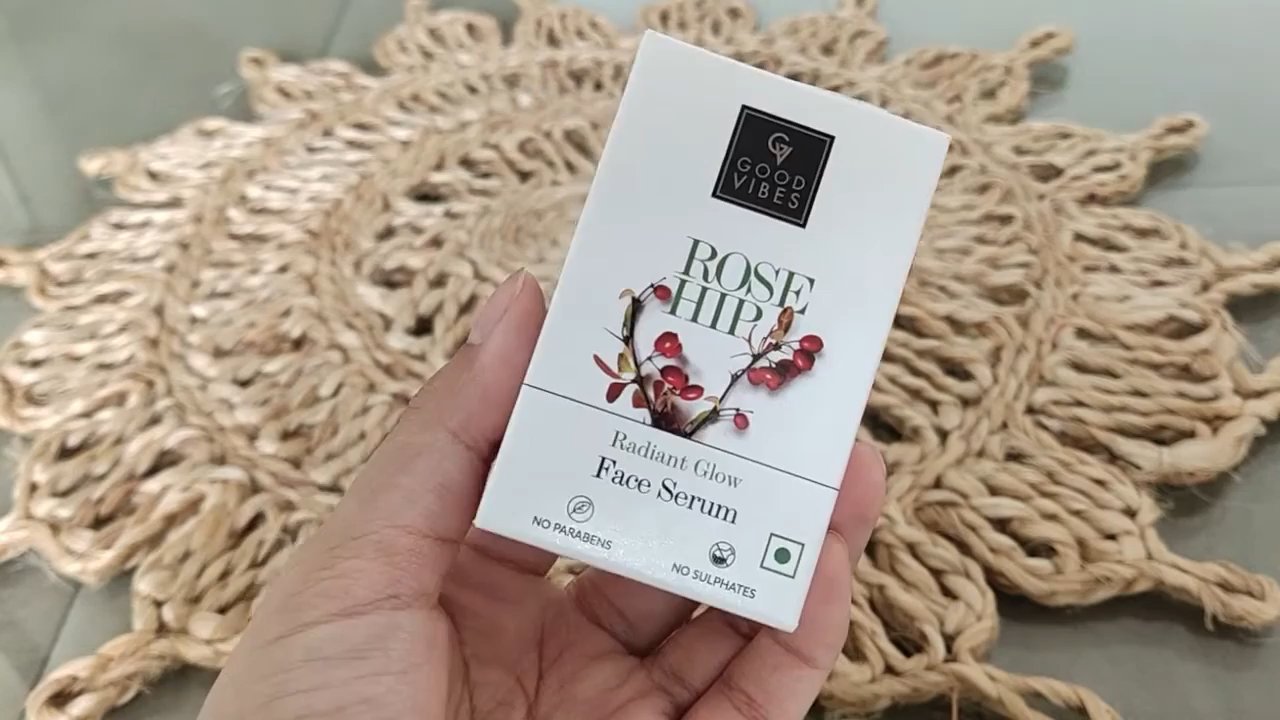 GV
GOOD
VIBES
ROSE
HIP
Radiant Glow
Face Serum
NO PARABENS
NO SULPHATES